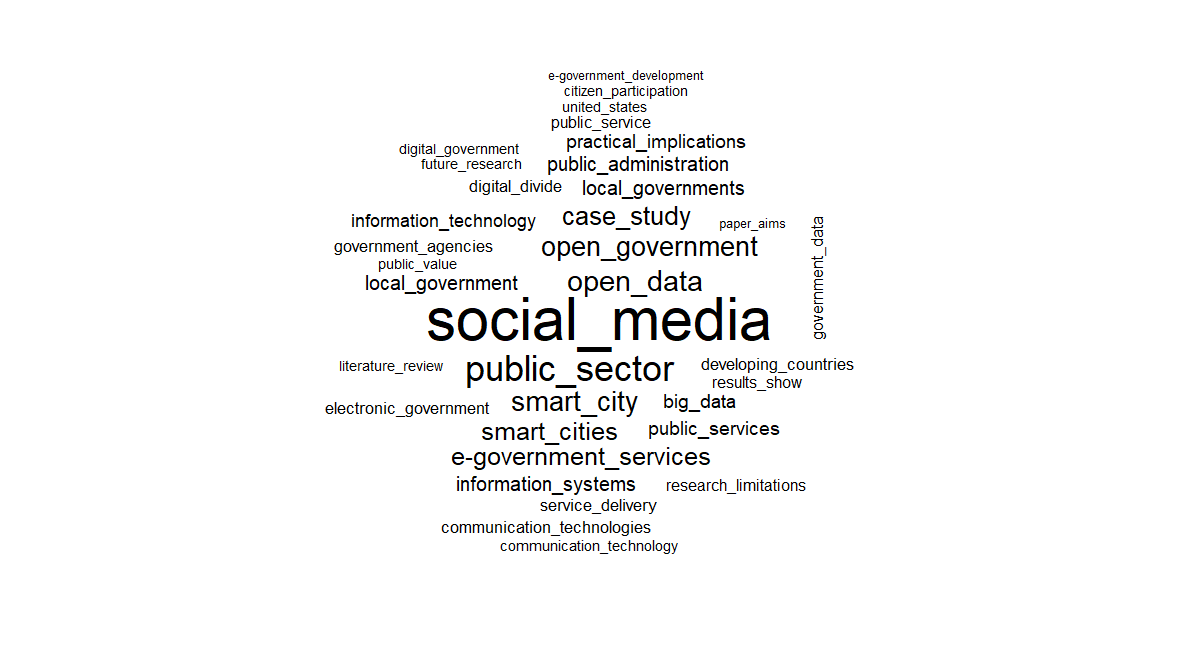 e-government_development
citizen_participation
united_states
public_service
practical_implications
digital_government
future_research
public_administration
digital_divide
local_governments
information_technology
case_study
paper_aims
government_data
government_agencies
open_government
public_value
local_government
open_data
social_media
literature_review
public_sector
developing_countries
results_show
electronic_government
smart_city
big_data
smart_cities
public_services
e-government_services
information_systems
research_limitations
service_delivery
communication_technologies
communication_technology